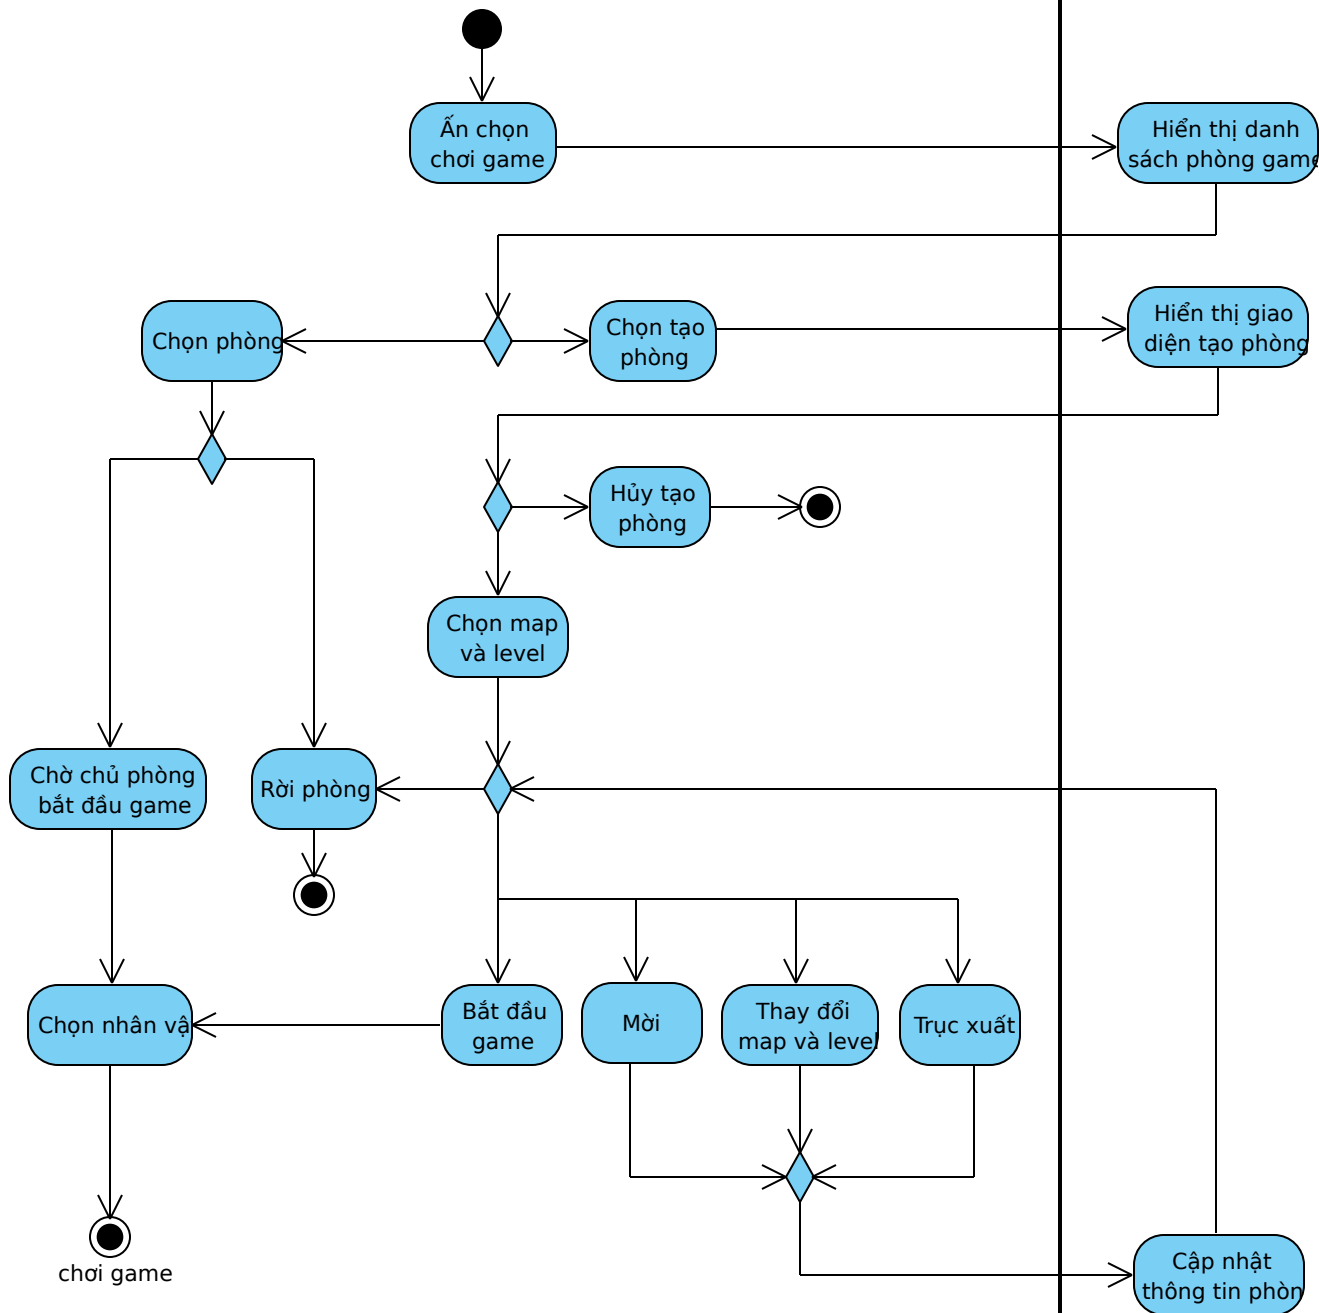 Ấn chọn
chơi game
Hiển thị danh
sách phòng game
Chọn phòng
Chọn tạo
phòng
Hiển thị giao
diện tạo phòng
Hủy tạo
phòng
Chọn map
và level
Chờ chủ phòng
bắt đầu game
Rời phòng
Chọn nhân vậ
Bắt đầu
game
Mời
Thay đổi
map và level
Trục xuất
chơi game
Cập nhật
thông tin phòn